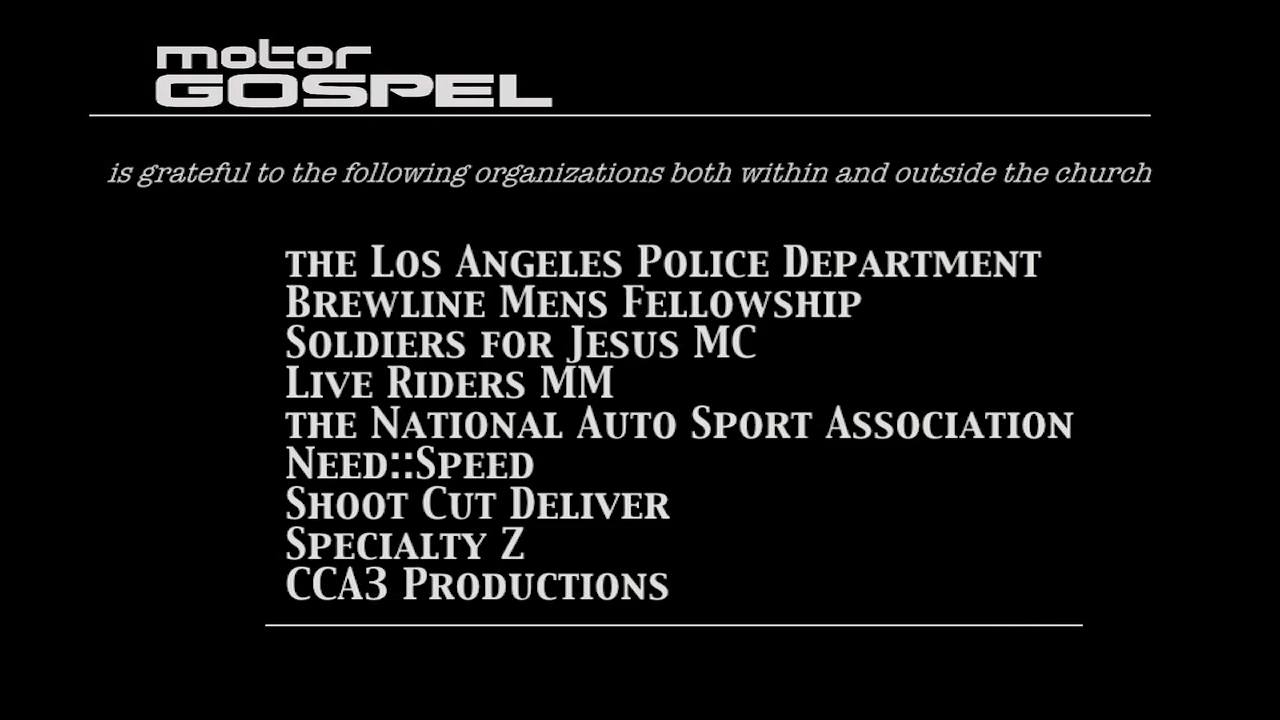 motor
GOSPEL
is grateful to the following organizations both within and outside the church
the Los Angeles Police Department
Brewline Mens Fellowship
Soldiers for Jesus MC
Live Riders MM
the National Auto Sport Association
Need::Speed
Shoot Cut Deliver
Specialty Z
CCA3 Productions